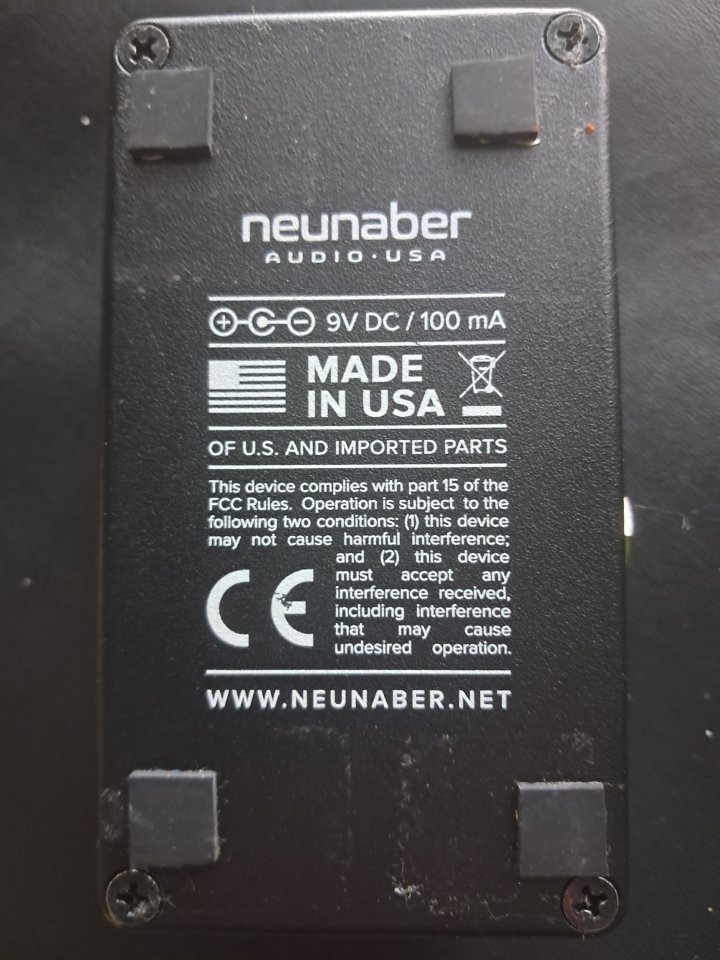 neunaber
AUDIO·USA
9V DC / 100 mA
MADE
IN USA
OF U.S. AND IMPORTED PARTS
This device complies with part 15 of the
FCC Rules. Operation is subject to the
following two conditions: (1) this device
may not cause harmful interference;
and (2) this device
must accept any
interference received,
including interference
that may cause
undesired operation.
CE
WWW.NEUNABER.NET